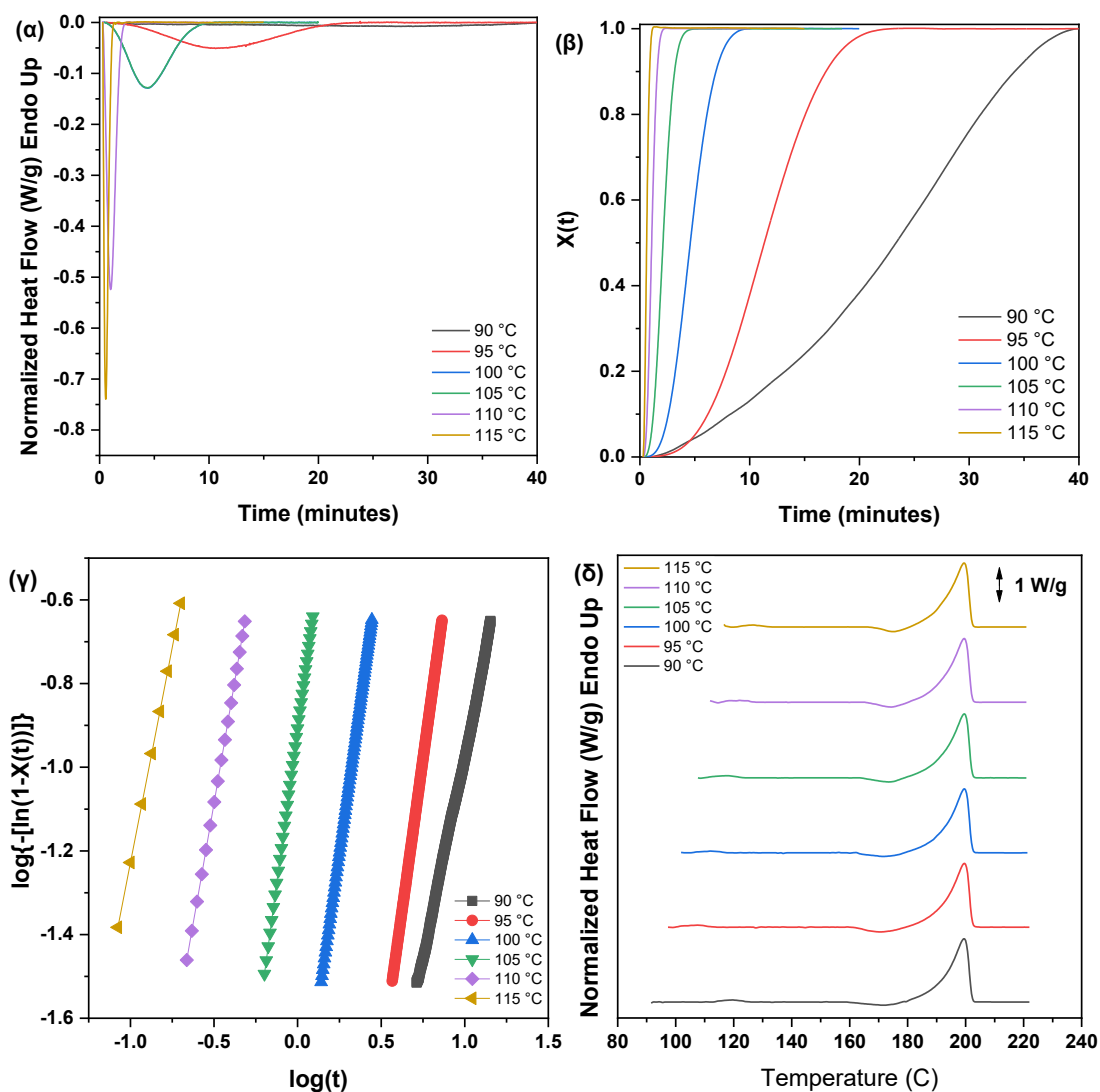 (α)
Normalized Heat Flow (W/g) Endo Up
0.0
-0.1
-0.2
-0.3
-0.4
-0.5
-0.6
-0.7
-0.8
90 °C
95 °C
100 °C
105 °C
110 °C
115 °C
0 10 20 30 40
Time (minutes)
(β)
X(t)
1.0
0.8
0.6
0.4
0.2
0.0
90 °C
95 °C
100 °C
105 °C
110 °C
115 °C
0 10 20 30 40
Time (minutes)
(γ)
log{-[ln(1-X(t))]}
-0.6
-0.8
-1.0
-1.2
-1.4
-1.6
90 °C
95 °C
100 °C
105 °C
110 °C
115 °C
-1.0 -0.5 0.0 0.5 1.0 1.5
log(t)
(δ)
Normalized Heat Flow (W/g) Endo Up
115 °C
110 °C
105 °C
100 °C
95 °C
90 °C
1 W/g
80 100 120 140 160 180 200 220 240
Temperature (C)